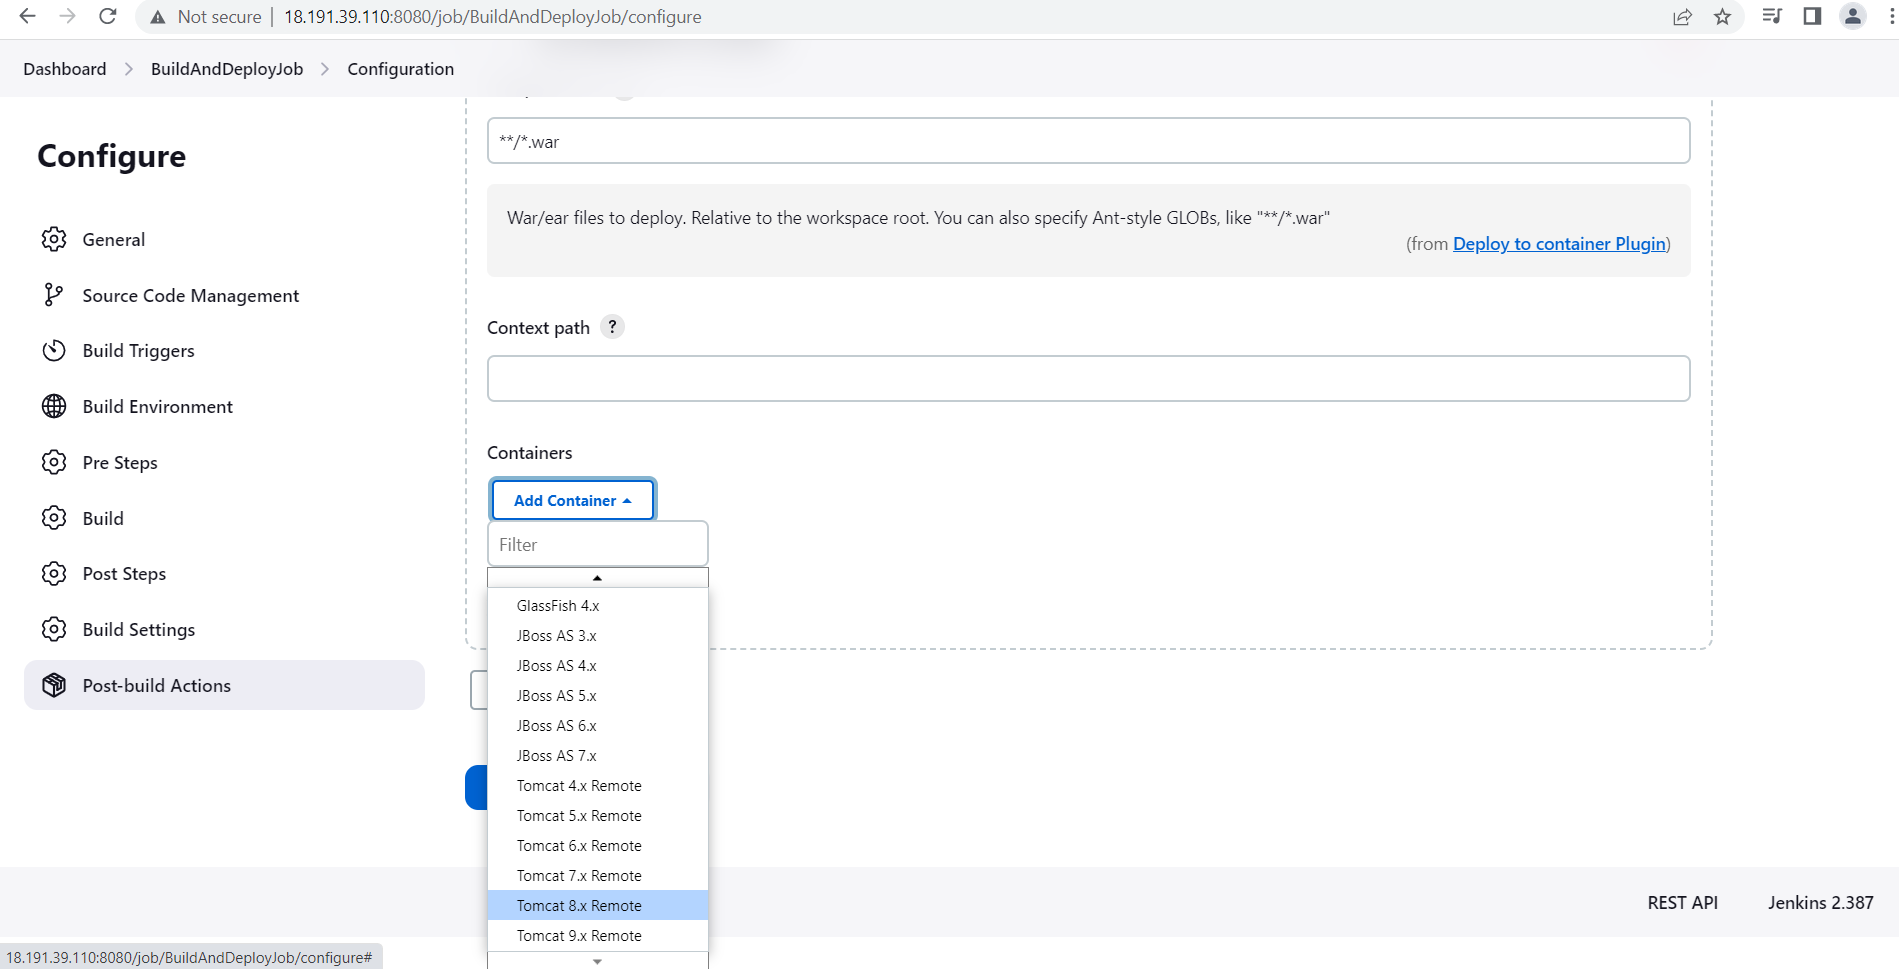 Not secure | 18.191.39.110:8080/job/BuildAndDeployJob/configure
Dashboard > BuildAndDeployJob > Configuration
Configure
General
Source Code Management
Build Triggers
Build Environment
Pre Steps
Build
Post Steps
Build Settings
Post-build Actions
**/*.war
War/ear files to deploy. Relative to the workspace root. You can also specify Ant-style GLOBs, like "**/*.war"
(from Deploy to container Plugin)
Context path ?
Containers
Add Container
Filter
GlassFish 4.x
JBoss AS 3.x
JBoss AS 4.x
JBoss AS 5.x
JBoss AS 6.x
JBoss AS 7.x
Tomcat 4.x Remote
Tomcat 5.x Remote
Tomcat 6.x Remote
Tomcat 7.x Remote
Tomcat 8.x Remote
Tomcat 9.x Remote
REST API
Jenkins 2.387
18.191.39.110:8080/job/BuildAndDeployJob/configure#